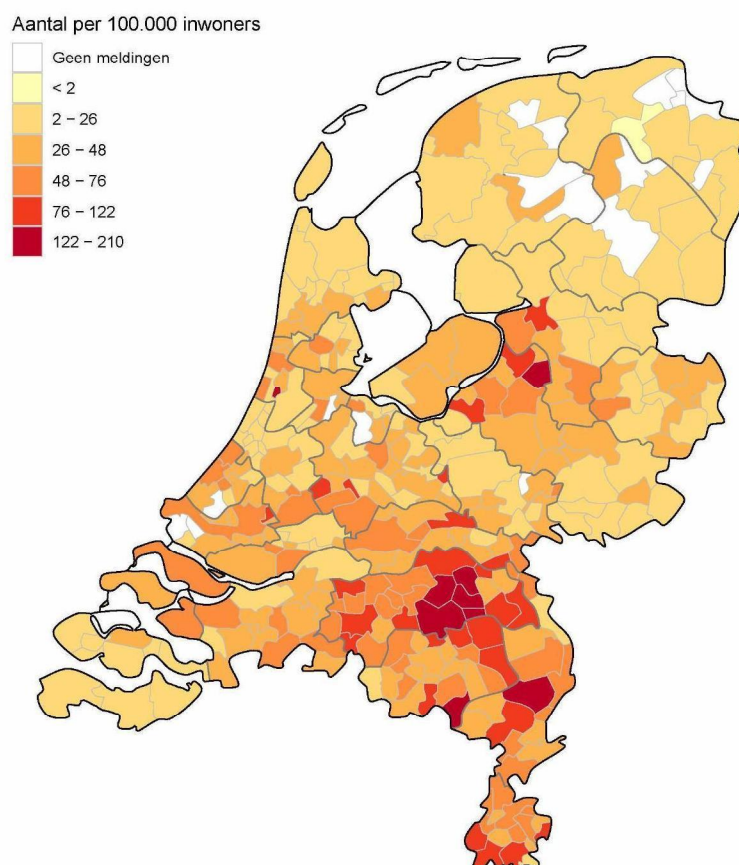 Aantal per 100.000 inwoners
Geen meldingen
< 2
2 – 26
26 – 48
48 – 76
76 – 122
122 – 210